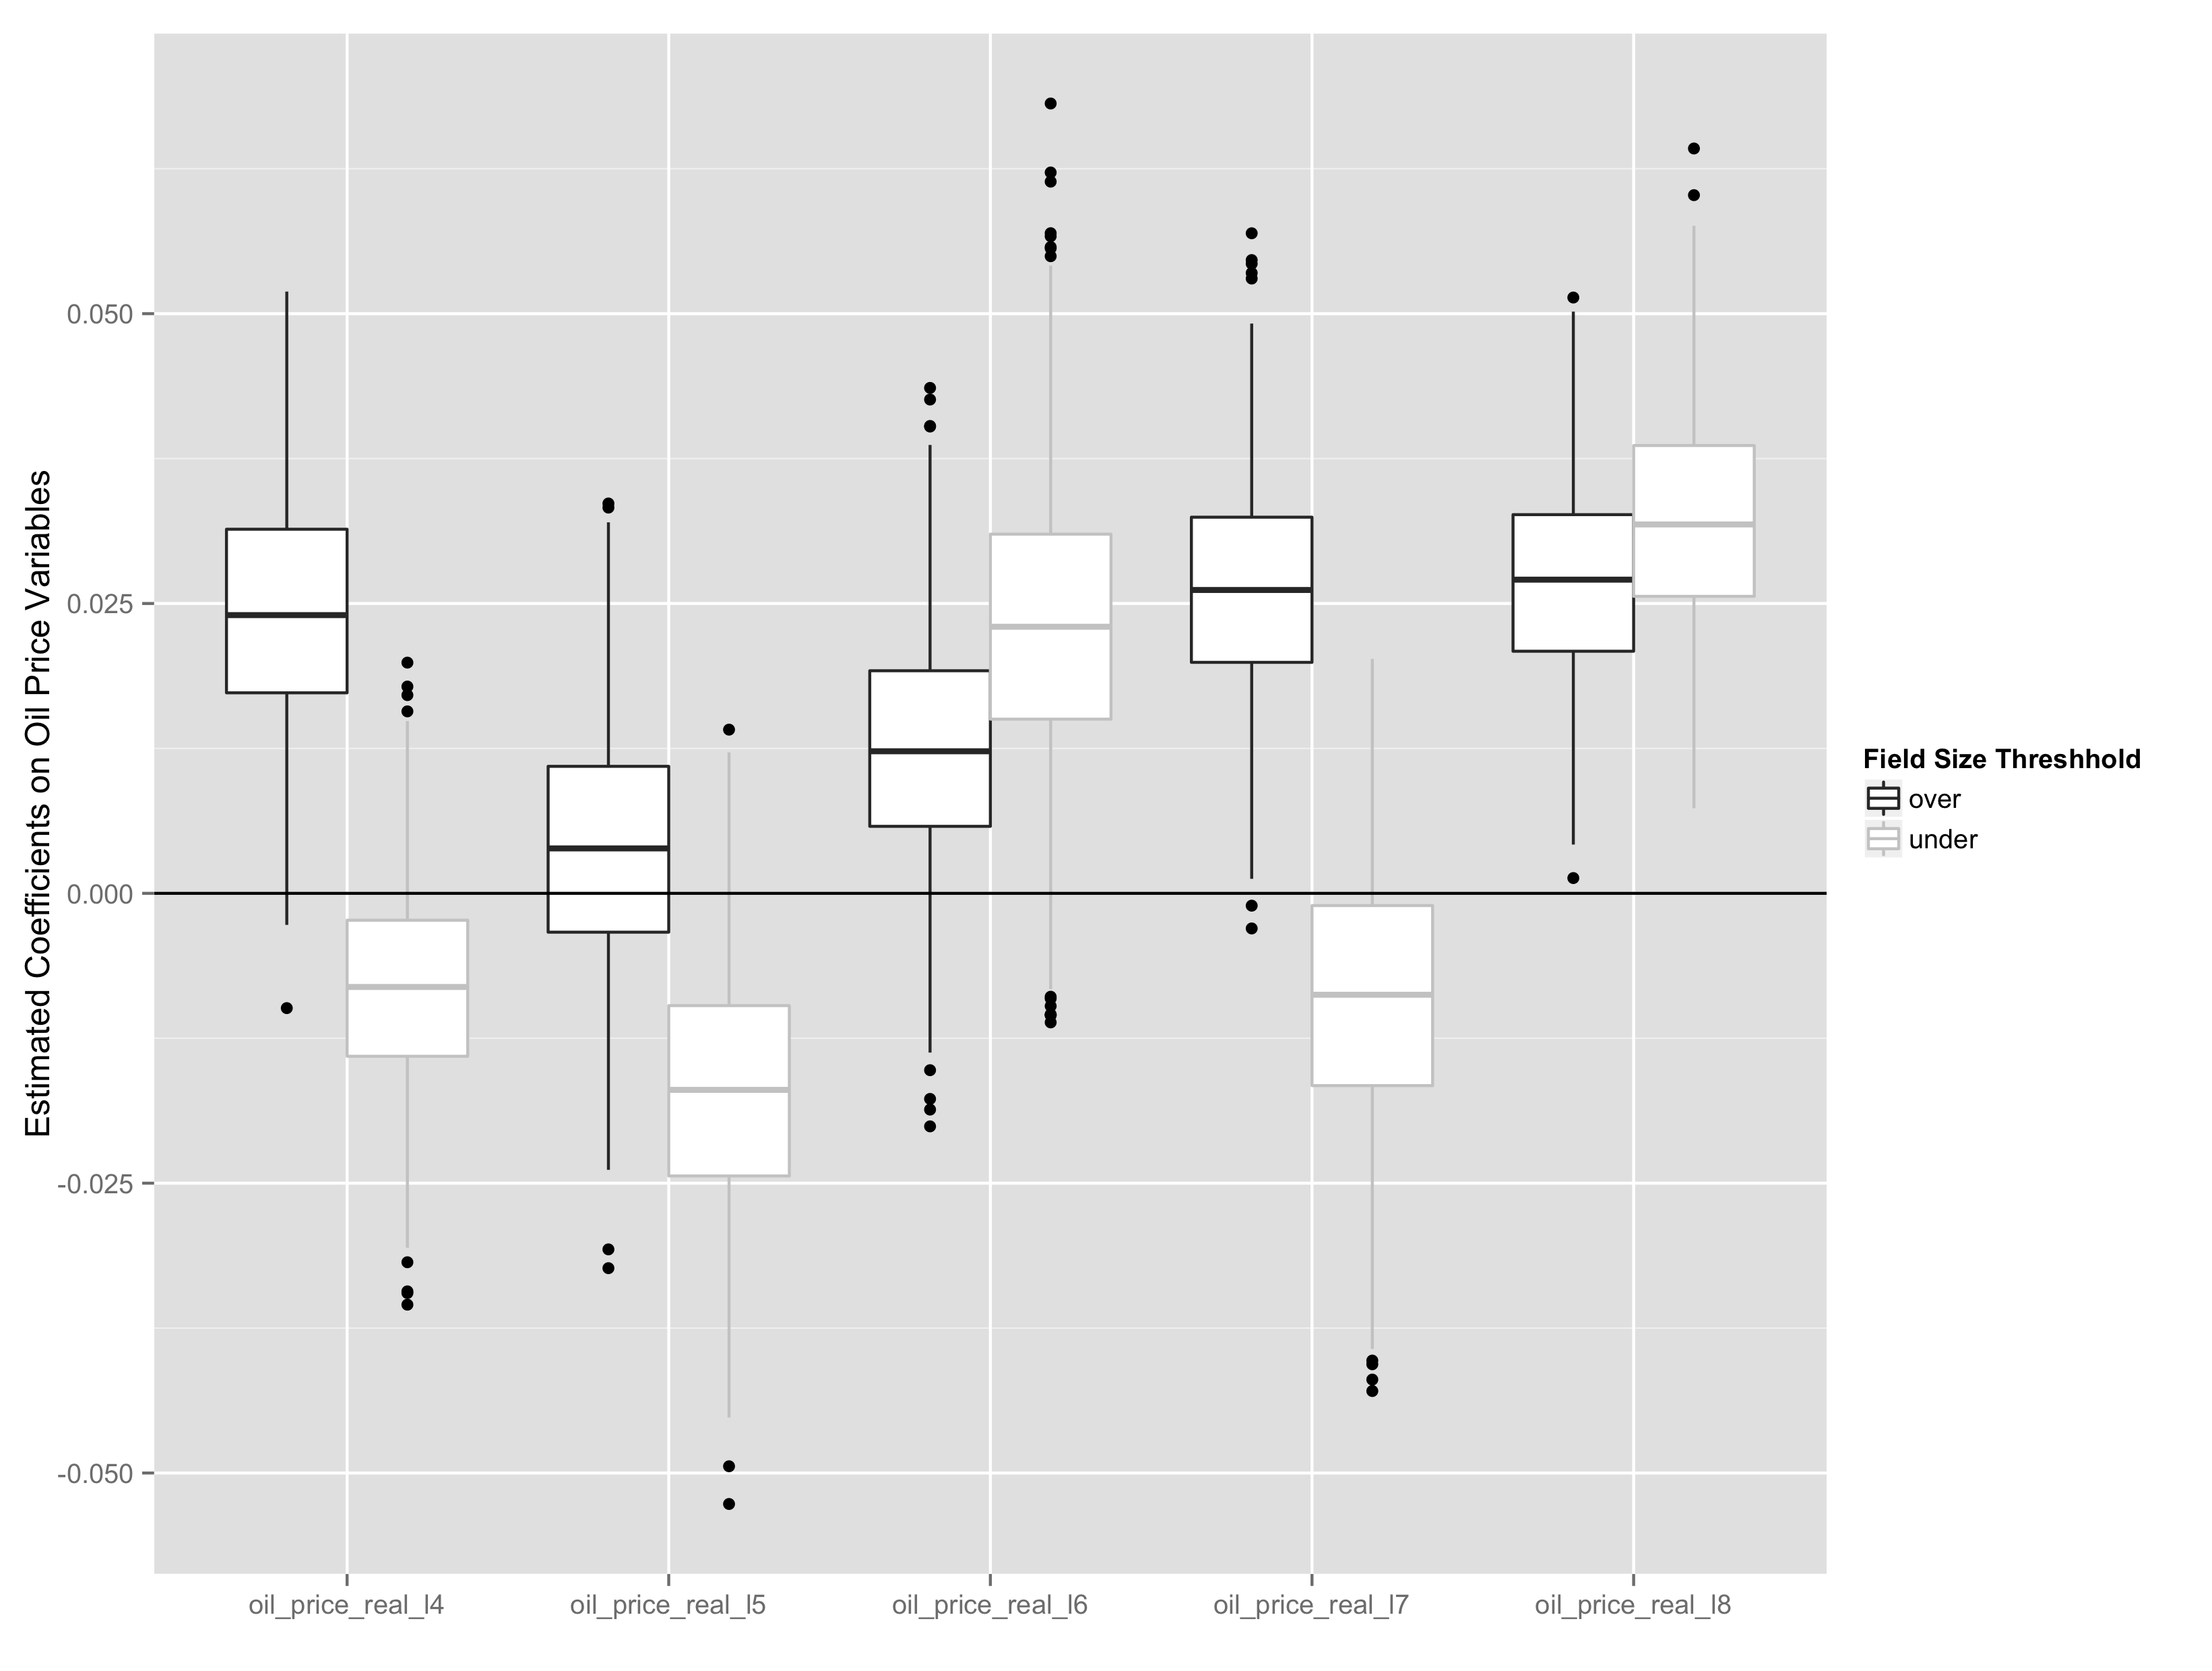 Estimated Coefficients on Oil Price Variables
0.050
0.025
0.000
-0.025
-0.050
oil_price_real_l4
oil_price_real_l5
oil_price_real_l6
oil_price_real_l7
oil_price_real_l8
Field Size Threshhold
over
under